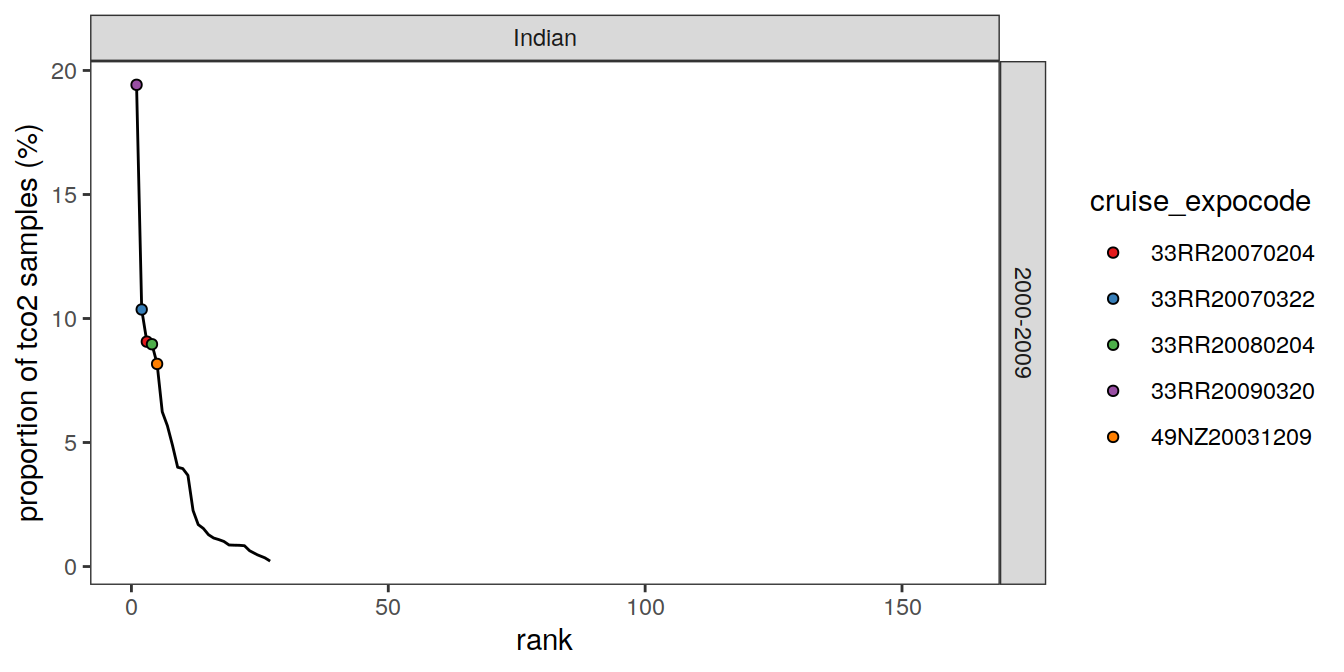 Indian
20
15
10
5
0
proportion of tco2 samples (%)
0 50 100 150
rank
2000-2009
cruise_expocode
33RR20070204
33RR20070322
33RR20080204
33RR20090320
49NZ20031209